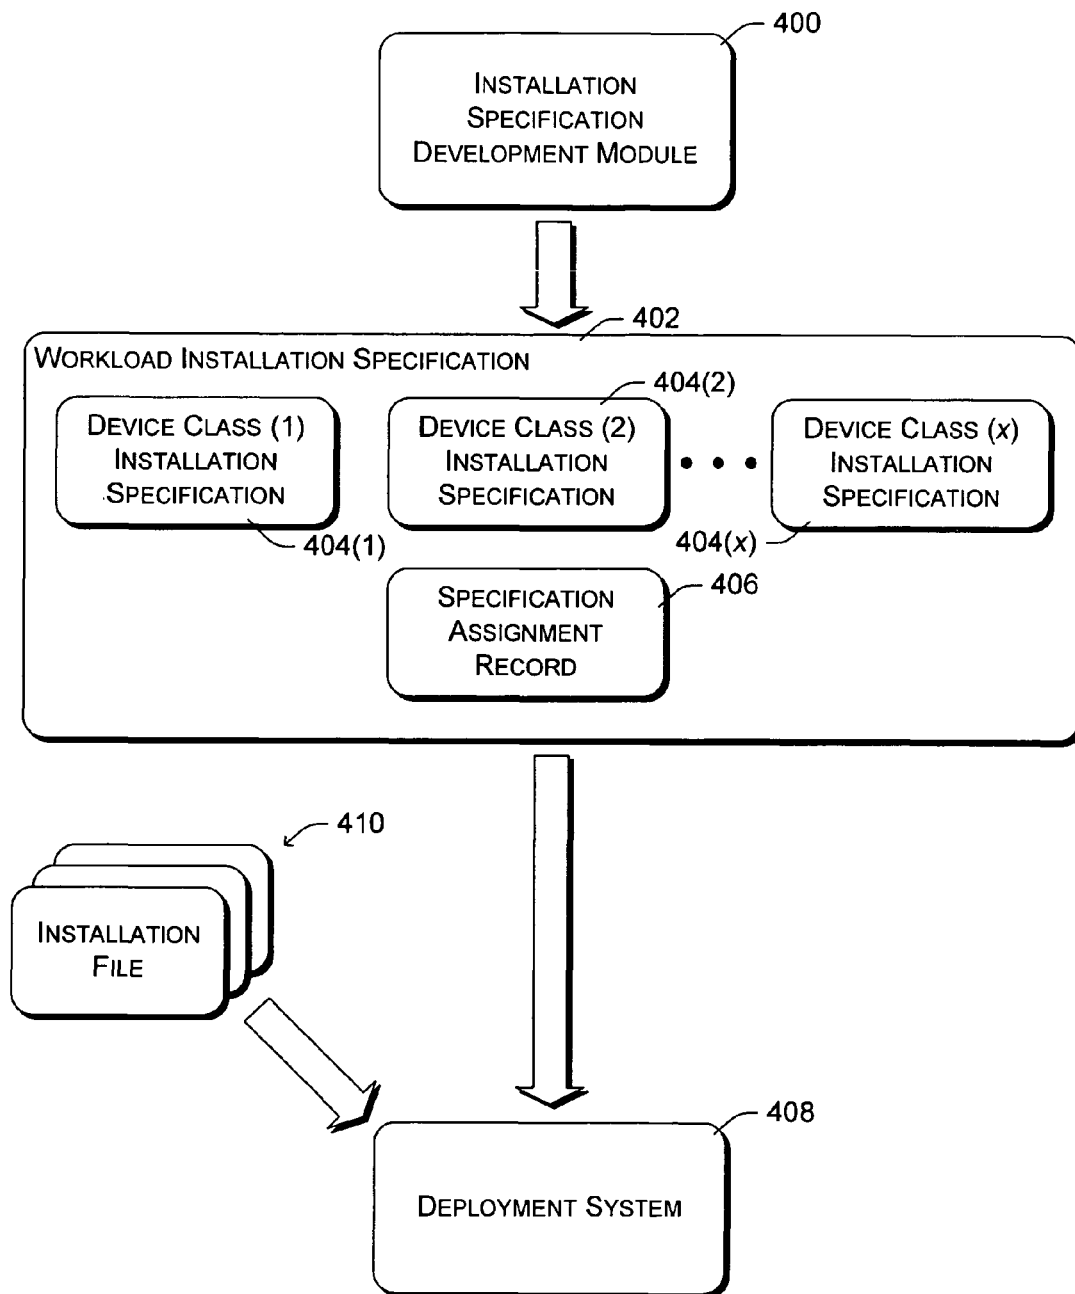 400
INSTALLATION
SPECIFICATION
DEVELOPMENT MODULE
402
WORKLOAD INSTALLATION SPECIFICATION
404(2)
DEVICE CLASS (1)
INSTALLATION
SPECIFICATION
DEVICE CLASS (2)
INSTALLATION
SPECIFICATION
DEVICE CLASS (x)
INSTALLATION
SPECIFICATION
404(1)
404(x)
SPECIFICATION
ASSIGNMENT
RECORD
406
410
INSTALLATION
FILE
408
DEPLOYMENT SYSTEM